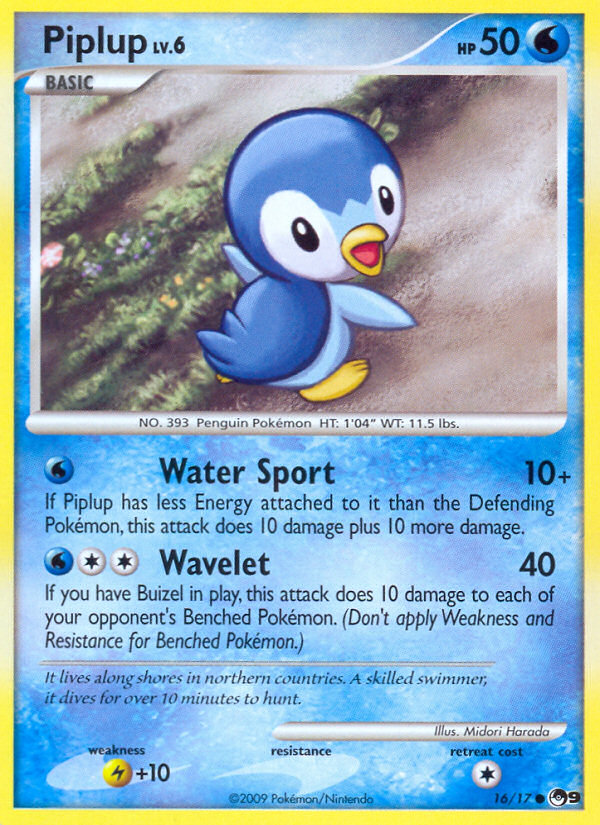 Piplup LV.6 HP 50
BASIC
NO. 393 Penguin Pokémon HT: 1'04" WT: 11.5 lbs.
Water Sport 10+
If Piplup has less Energy attached to it than the Defending
Pokémon, this attack does 10 damage plus 10 more damage.
Wavelet 40
If you have Buizel in play, this attack does 10 damage to each of
your opponent's Benched Pokémon. (Don't apply Weakness and
Resistance for Benched Pokémon.)
It lives along shores in northern countries. A skilled swimmer,
it dives for over 10 minutes to hunt.
Illus. Midori Harada
weakness resistance retreat cost
+10
©2009 Pokémon/Nintendo 16/17 9